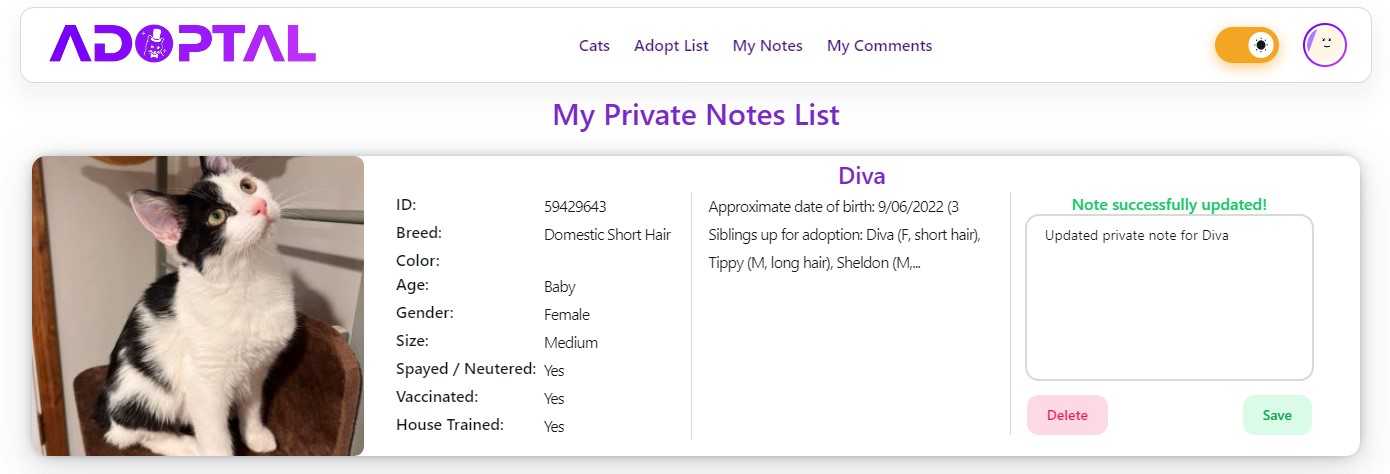 ADOPTAL
Cats Adopt List My Notes My Comments
My Private Notes List
Diva
ID: 59429643
Breed: Domestic Short Hair
Color:
Age: Baby
Gender: Female
Size: Medium
Spayed / Neutered: Yes
Vaccinated: Yes
House Trained: Yes
Approximate date of birth: 9/06/2022 (3
Siblings up for adoption: Diva (F, short hair),
Tippy (M, long hair), Sheldon (M,...
Note successfully updated!
Updated private note for Diva
Delete Save